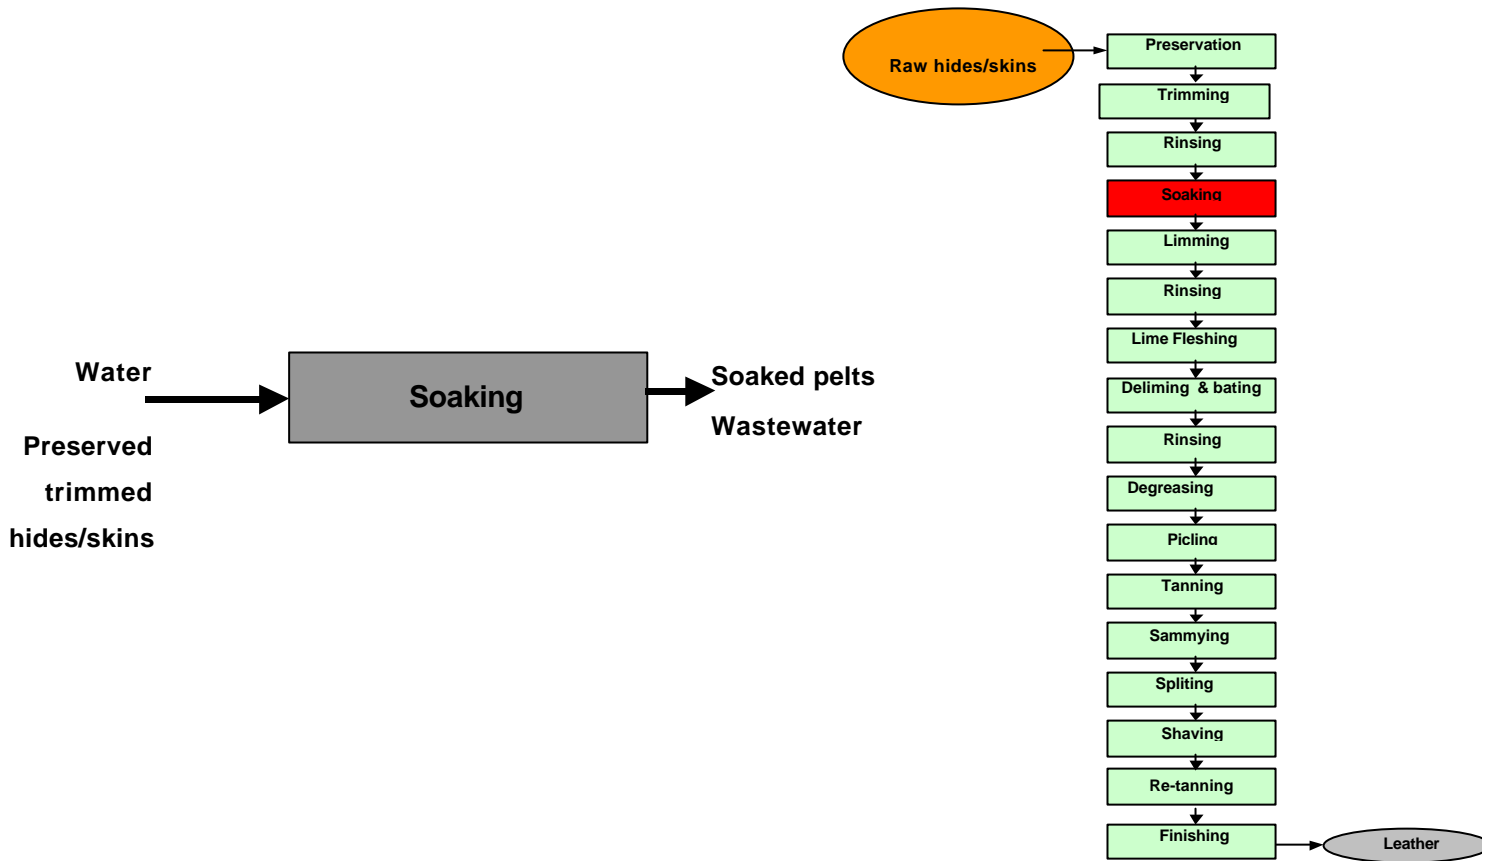 Water
Preserved
trimmed
hides/skins
Soaking
Soaked pelts
Wastewater
Raw hides/skins
Preservation
Trimming
Rinsing
Soaking
Limming
Rinsing
Lime Fleshing
Deliming & bating
Rinsing
Degreasing
Picling
Tanning
Sammying
Spliting
Shaving
Re-tanning
Finishing
Leather